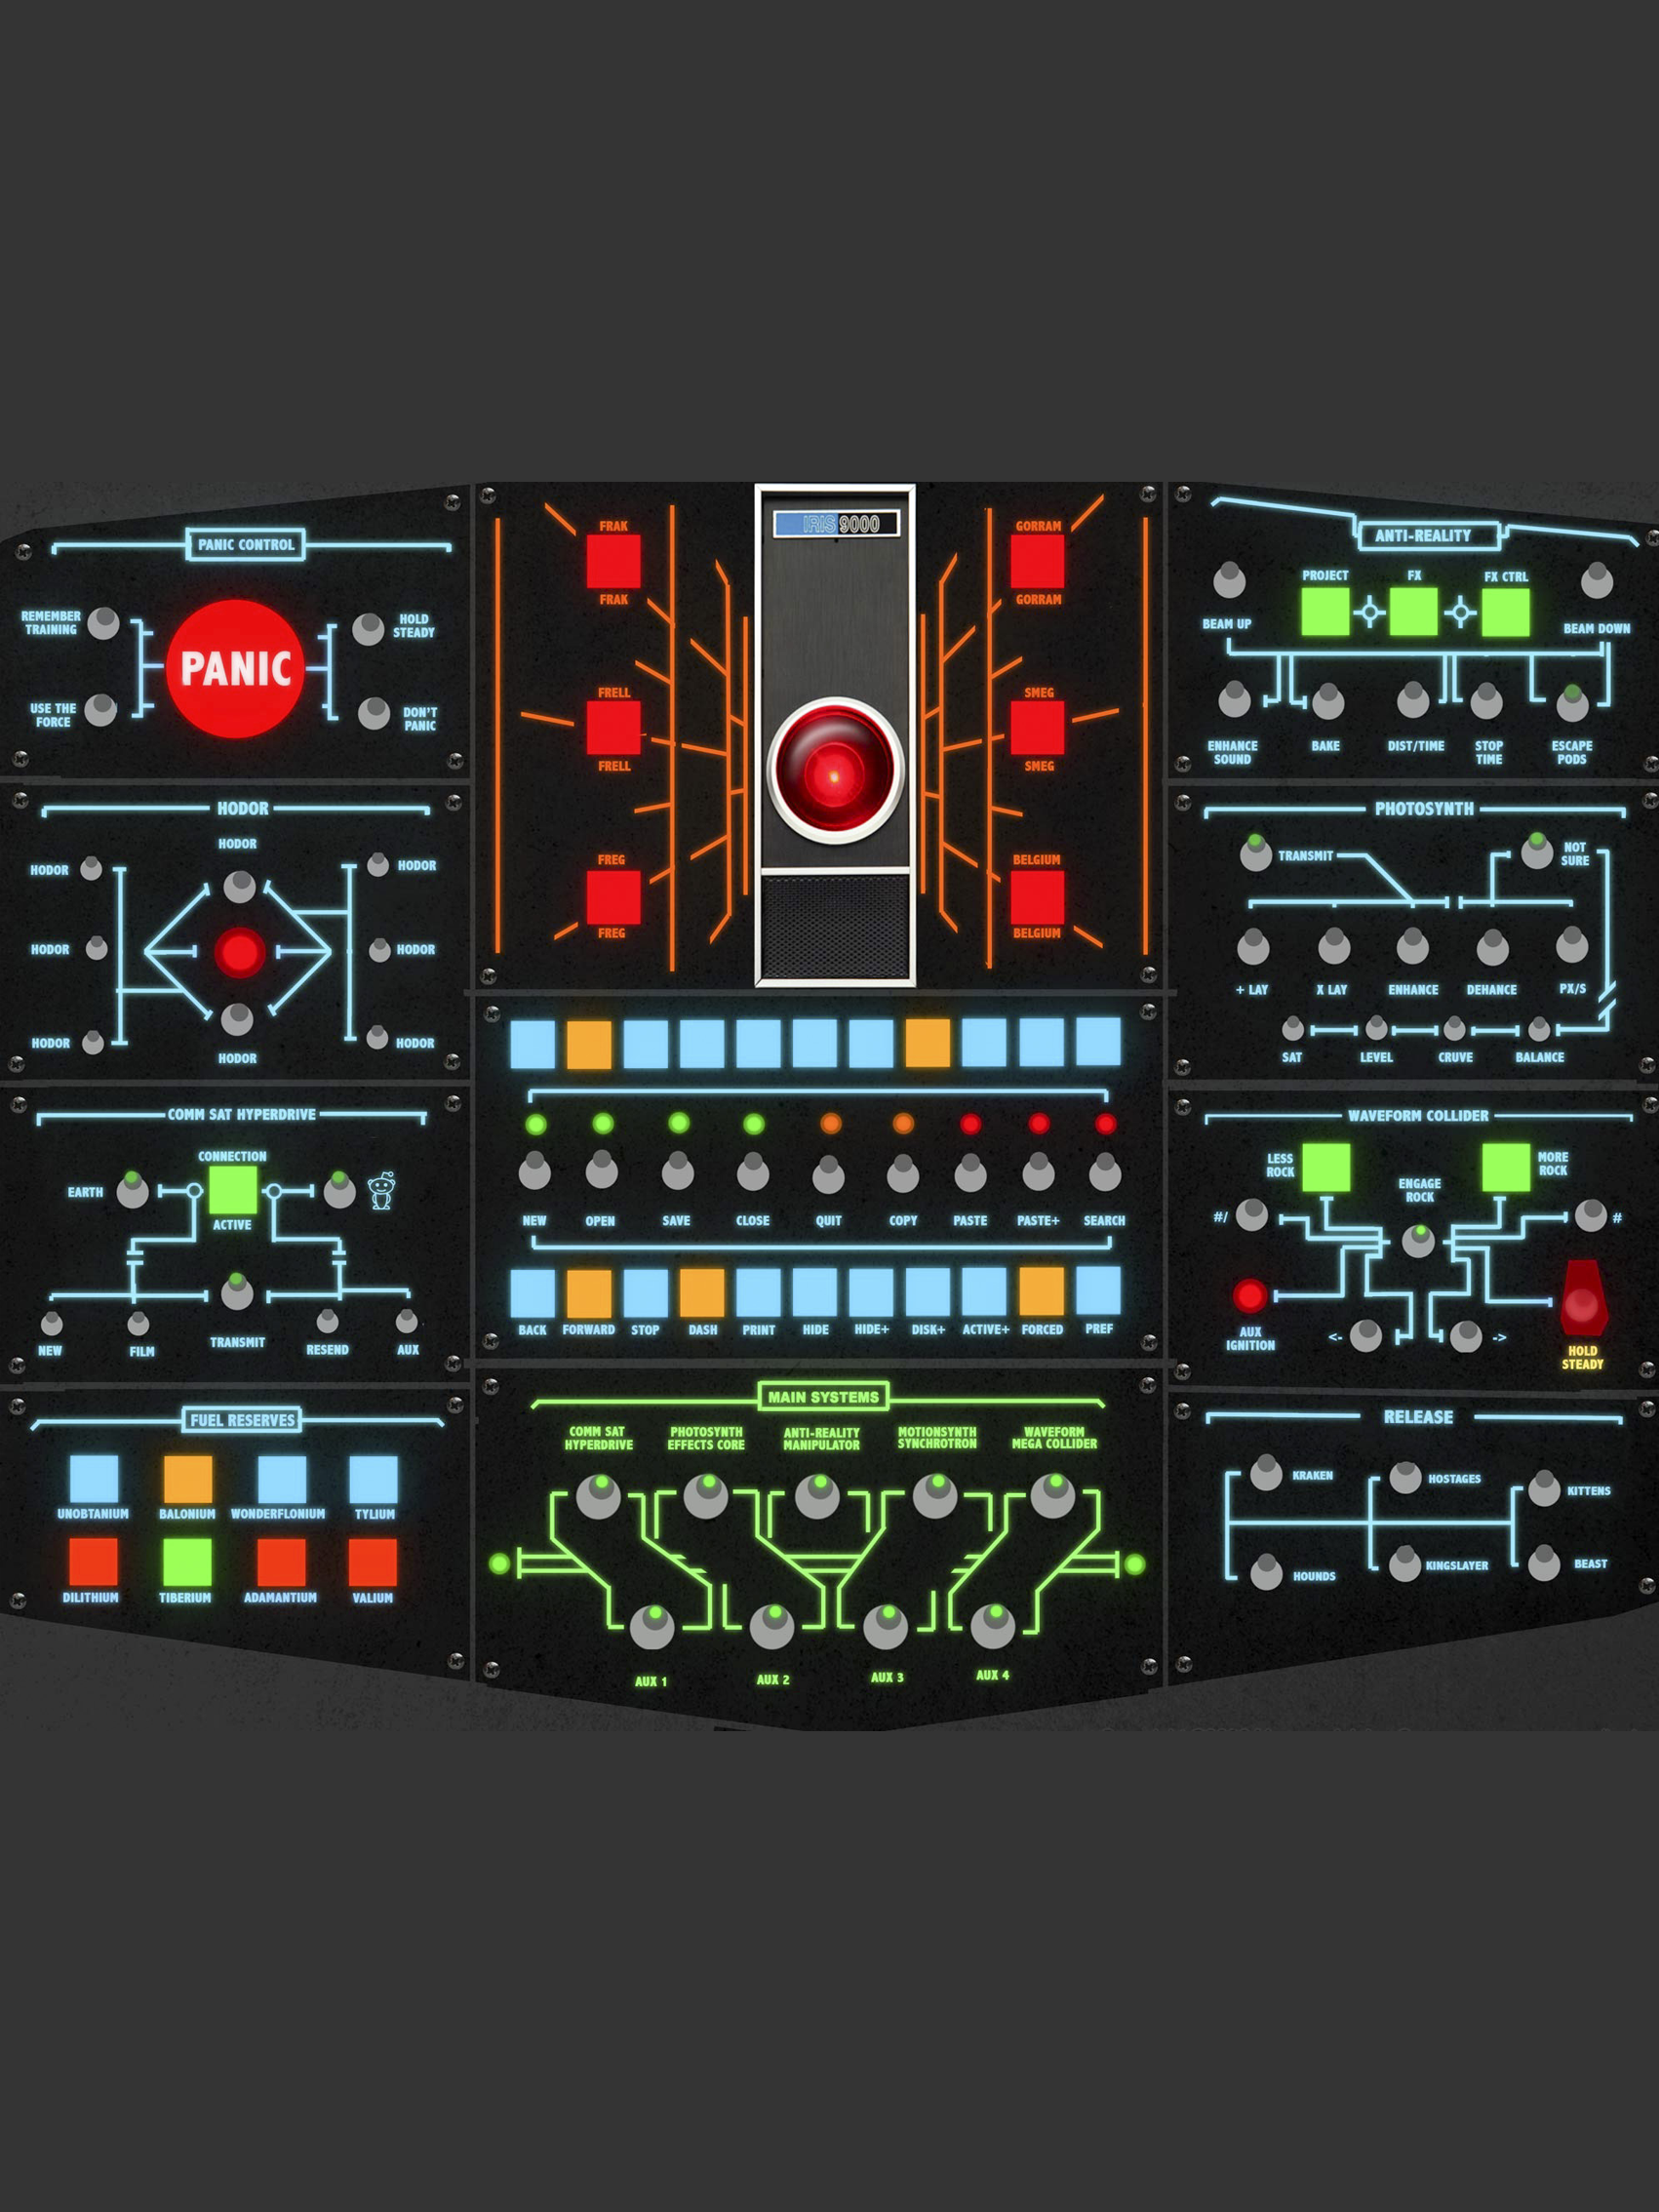 PANIC CONTROL
REMEMBER
TRAINING
HOLD
STEADY
PANIC
USE THE
FORCE
DON'T
PANIC
HODOR
HODOR
HODOR
HODOR
HODOR
HODOR
HODOR
HODOR
HODOR
COMM SAT HYPERDRIVE
CONNECTION
EARTH
ACTIVE
NEW
FILM
TRANSMIT
RESEND
AUX
FUEL RESERVES
UNOBTANIUM
BALONIUM
WONDERFLONIUM
TYLIUM
DILITHIUM
TIBERIUM
ADAMANTIUM
VALIUM
IRIS 9000
FRAK
FRAK
GORRAM
GORRAM
FRELL
FRELL
SMEG
SMEG
FREG
FREG
BELGIUM
BELGIUM
NEW
OPEN
SAVE
CLOSE
QUIT
COPY
PASTE
PASTE+
SEARCH
BACK
FORWARD
STOP
DASH
PRINT
HIDE
HIDE+
DISK+
ACTIVE+
FORCED
PREF
MAIN SYSTEMS
COMM SAT
HYPERDRIVE
PHOTOSYNTH
EFFECTS CORE
ANTI-REALITY
MANIPULATOR
MOTIONSYNTH
SYNCHROTRON
WAVEFORM
MEGA COLLIDER
AUX 1
AUX 2
AUX 3
AUX 4
ANTI-REALITY
PROJECT
FX
FX CTRL
BEAM UP
BEAM DOWN
ENHANCE
SOUND
BAKE
DIST/TIME
STOP
TIME
ESCAPE
PODS
PHOTOSYNTH
TRANSMIT
NOT
SURE
+ LAY
X LAY
ENHANCE
DEHANCE
PX/S
SAT
LEVEL
CRUVE
BALANCE
WAVEFORM COLLIDER
LESS
ROCK
MORE
ROCK
ENGAGE
ROCK
#/
#
AUX
IGNITION
<-
->
HOLD
STEADY
RELEASE
KRAKEN
HOSTAGES
KITTENS
HOUNDS
KINGSLAYER
BEAST